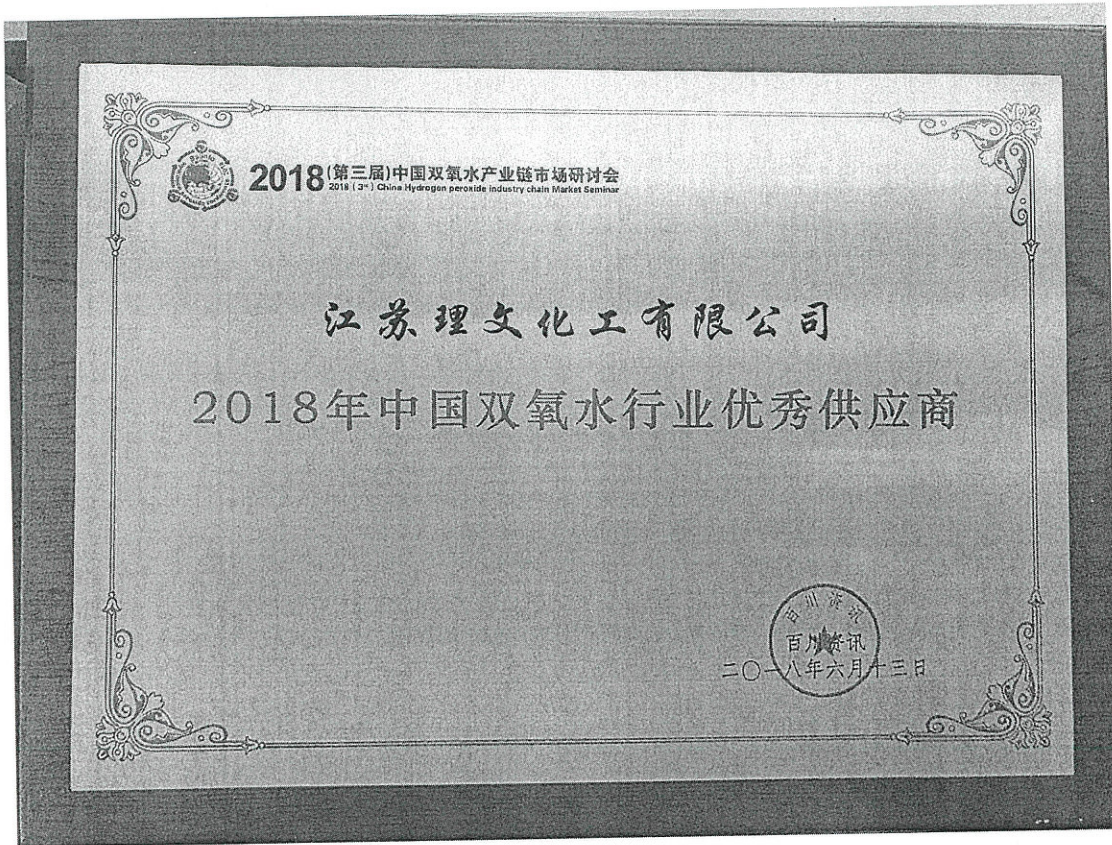 2018(第三届)中国双氧水产业链市场研讨会
2018 (3rd) China Hydrogen peroxide industry chain Market Seminar
江苏理文化工有限公司
2018年中国双氧水行业优秀供应商
百川资讯
百川资讯
二〇一八年六月十三日